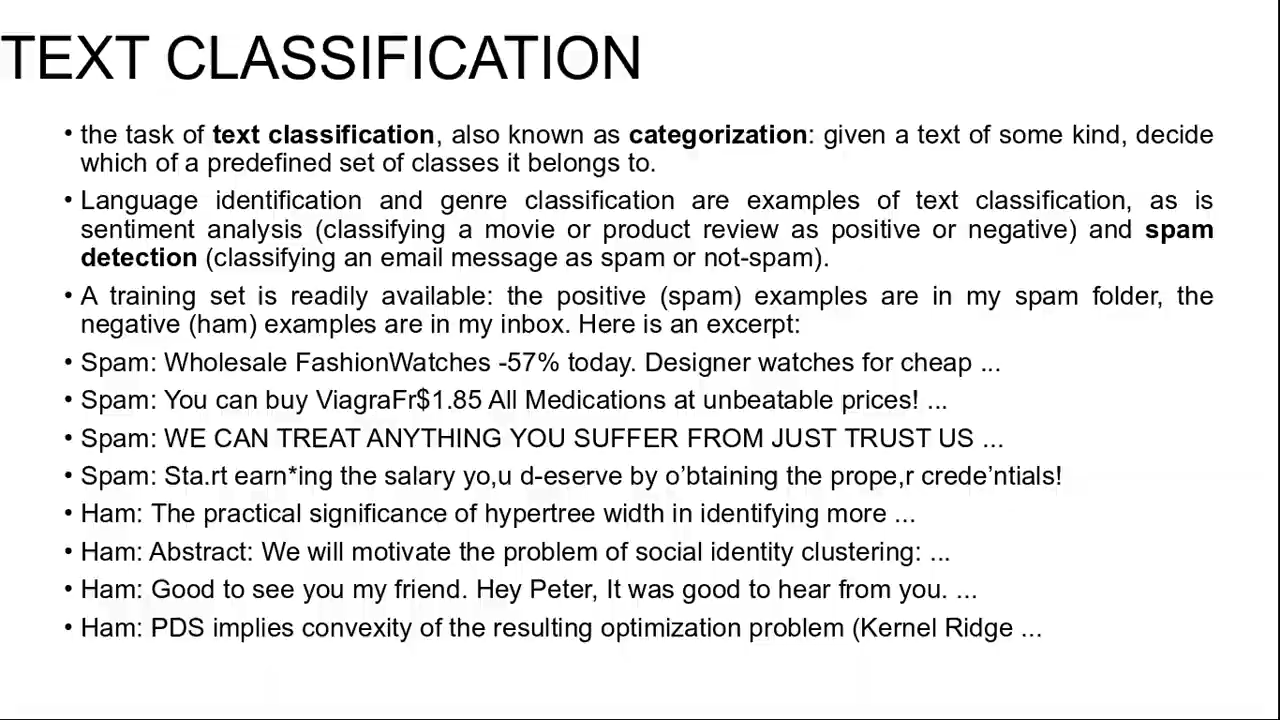 TEXT CLASSIFICATION
• the task of text classification, also known as categorization: given a text of some kind, decide
which of a predefined set of classes it belongs to.
• Language identification and genre classification are examples of text classification, as is
sentiment analysis (classifying a movie or product review as positive or negative) and spam
detection (classifying an email message as spam or not-spam).
• A training set is readily available: the positive (spam) examples are in my spam folder, the
negative (ham) examples are in my inbox. Here is an excerpt:
• Spam: Wholesale FashionWatches -57% today. Designer watches for cheap ...
• Spam: You can buy ViagraFr$1.85 All Medications at unbeatable prices! ...
• Spam: WE CAN TREAT ANYTHING YOU SUFFER FROM JUST TRUST US ...
• Spam: Sta.rt earn*ing the salary yo,u d-eserve by o’btaining the prope,r crede’ntials!
• Ham: The practical significance of hypertree width in identifying more ...
• Ham: Abstract: We will motivate the problem of social identity clustering: ...
• Ham: Good to see you my friend. Hey Peter, It was good to hear from you. ...
• Ham: PDS implies convexity of the resulting optimization problem (Kernel Ridge ...